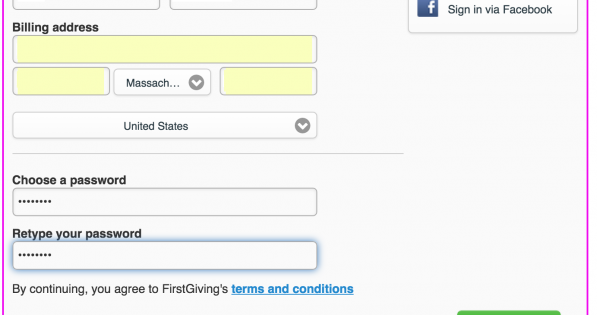 Sign in via Facebook
Billing address
Massach...
United States
Choose a password
••••••••
Retype your password
••••••••
By continuing, you agree to FirstGiving's terms and conditions